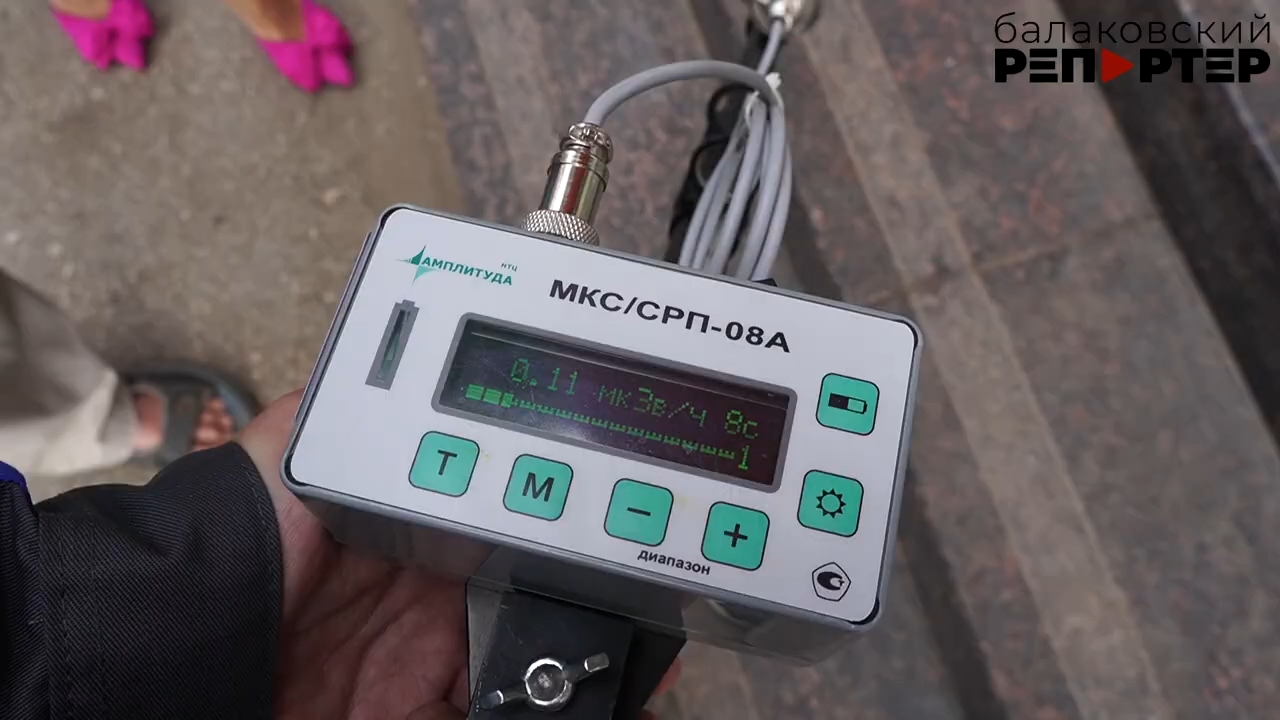 балаковский
РЕПОРТЕР
НТЦ
АМПЛИТУДА
МКС/СРП-08А
0.11 мкЗв/ч 8с
1
Т
М
−
+
диапазон